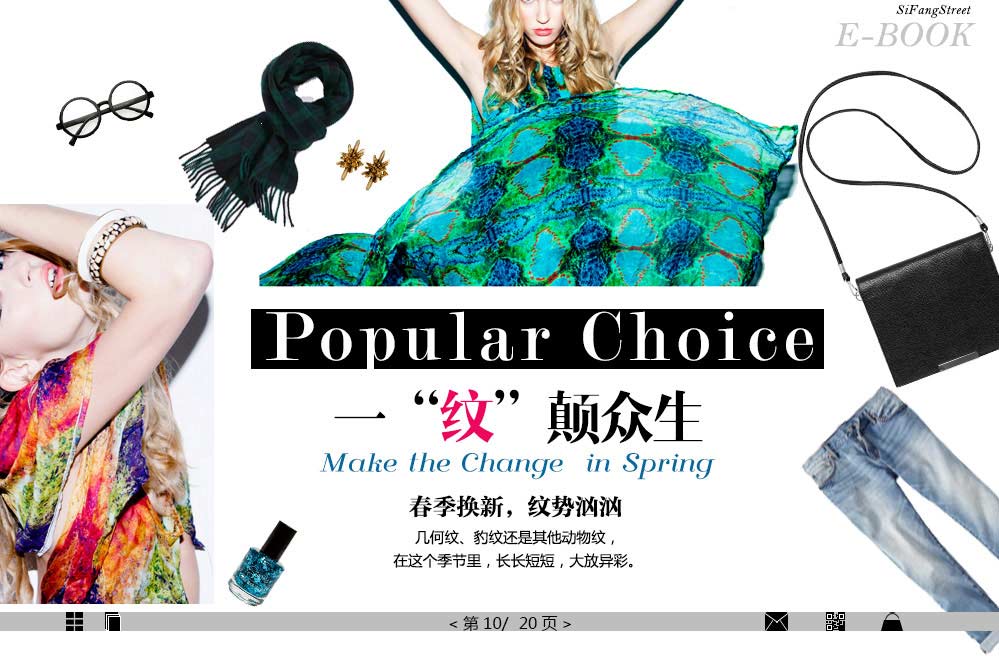 SiFangStreet
E-BOOK
Popular Choice
一“纹”颠众生
Make the Change in Spring
春季换新，纹势汹汹
几何纹、豹纹还是其他动物纹，
在这个季节里，长长短短，大放异彩。
< 第 10/ 20 页 >